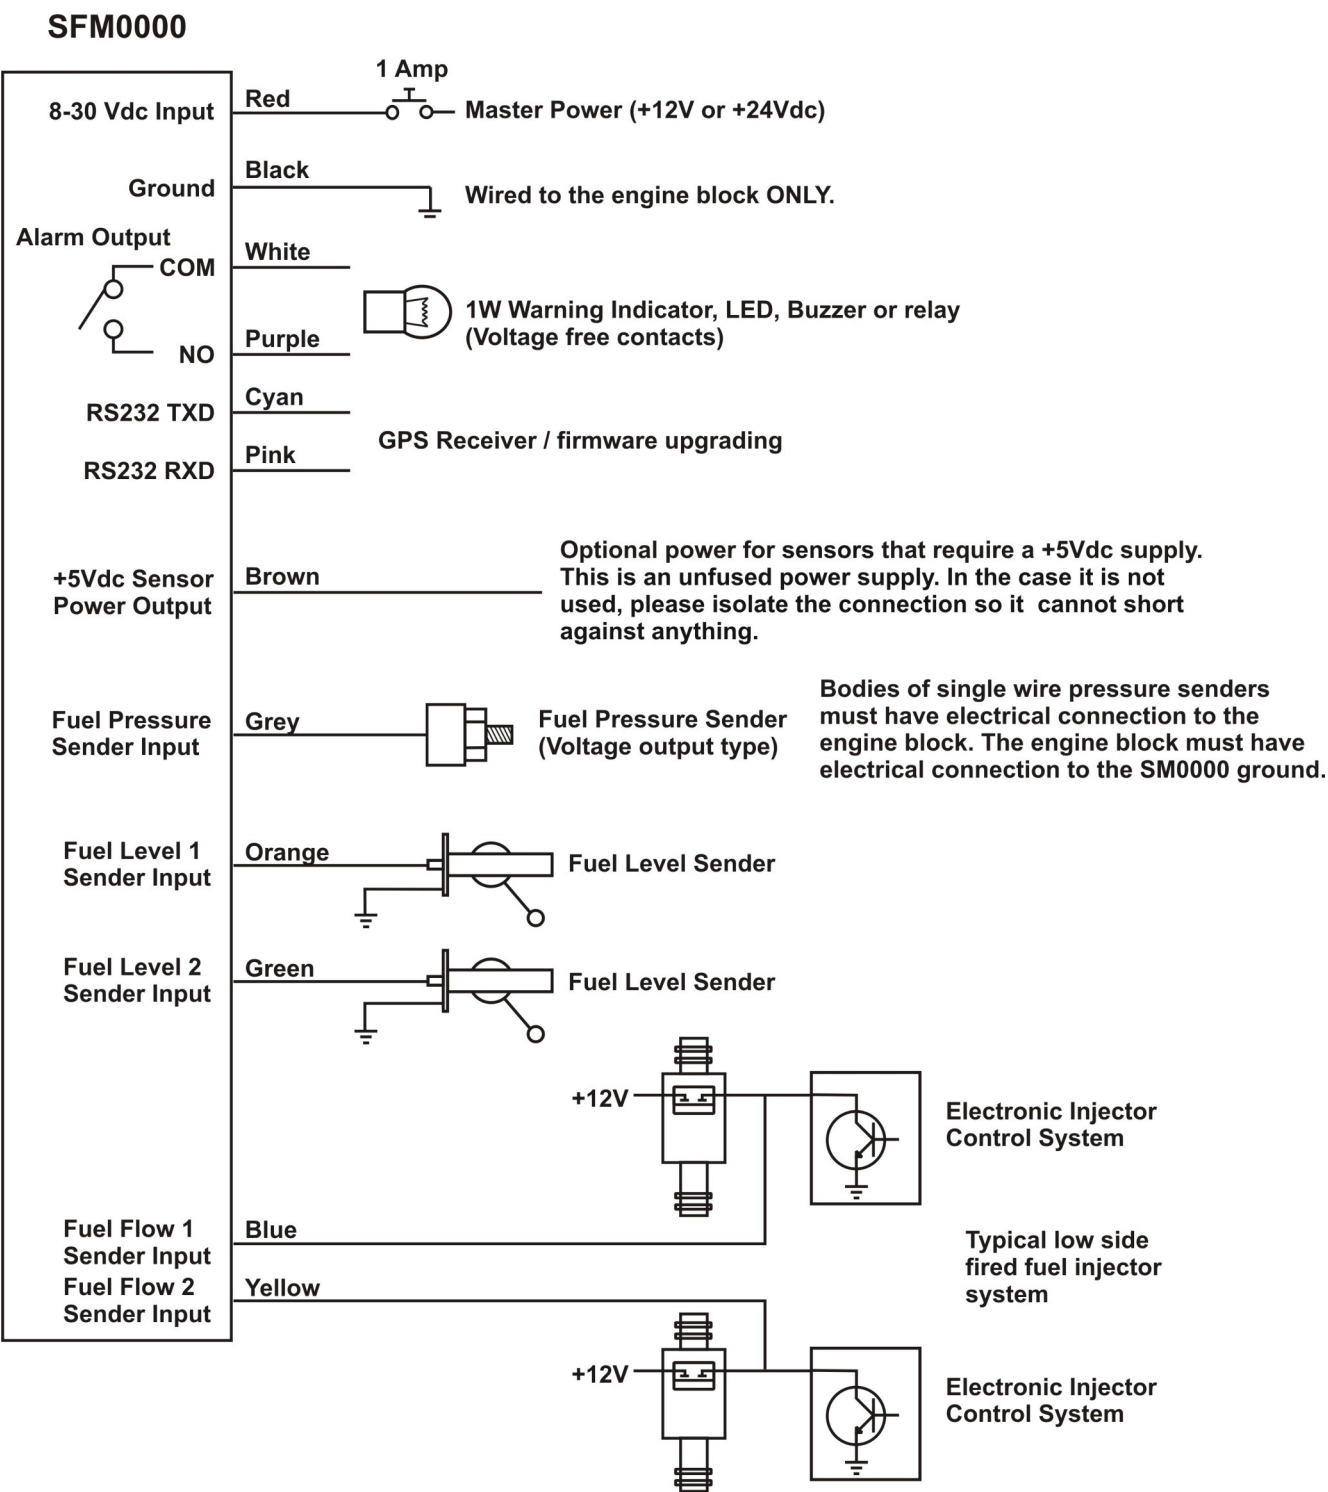 SFM0000
1 Amp
8-30 Vdc Input
Red
Master Power (+12V or +24Vdc)
Ground
Black
Wired to the engine block ONLY.
Alarm Output
COM
White
1W Warning Indicator, LED, Buzzer or relay
(Voltage free contacts)
NO
Purple
RS232 TXD
Cyan
GPS Receiver / firmware upgrading
RS232 RXD
Pink
+5Vdc Sensor
Power Output
Brown
Optional power for sensors that require a +5Vdc supply.
This is an unfused power supply. In the case it is not
used, please isolate the connection so it cannot short
against anything.
Fuel Pressure
Sender Input
Grey
Fuel Pressure Sender
(Voltage output type)
Bodies of single wire pressure senders
must have electrical connection to the
engine block. The engine block must have
electrical connection to the SM0000 ground.
Fuel Level 1
Sender Input
Orange
Fuel Level Sender
Fuel Level 2
Sender Input
Green
Fuel Level Sender
+12V
Electronic Injector
Control System
Fuel Flow 1
Sender Input
Blue
Typical low side
fired fuel injector
system
Fuel Flow 2
Sender Input
Yellow
+12V
Electronic Injector
Control System